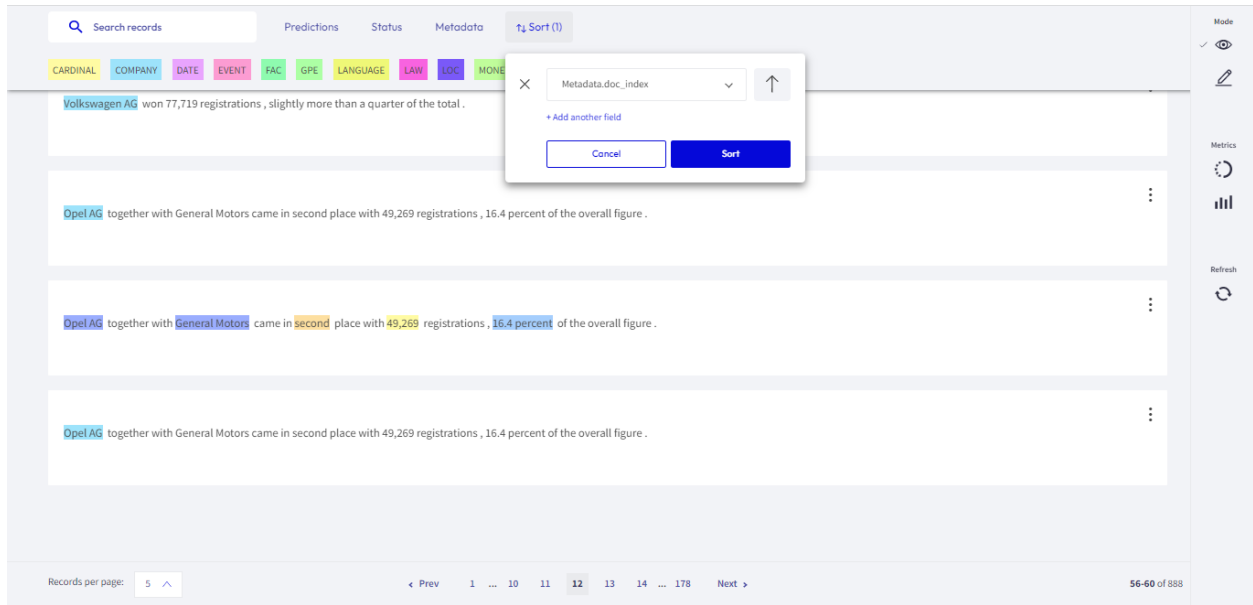 Search records Predictions Status Metadata Sort (1) Mode
CARDINAL COMPANY DATE EVENT FAC GPE LANGUAGE LAW LOC MONE
Metadata.doc_index
+ Add another field
Cancel Sort
Volkswagen AG won 77,719 registrations , slightly more than a quarter of the total .
Metrics
Opel AG together with General Motors came in second place with 49,269 registrations , 16.4 percent of the overall figure .
Refresh
Opel AG together with General Motors came in second place with 49,269 registrations , 16.4 percent of the overall figure .
Opel AG together with General Motors came in second place with 49,269 registrations , 16.4 percent of the overall figure .
Records per page: 5 < Prev 1 ... 10 11 12 13 14 ... 178 Next > 56-60 of 888